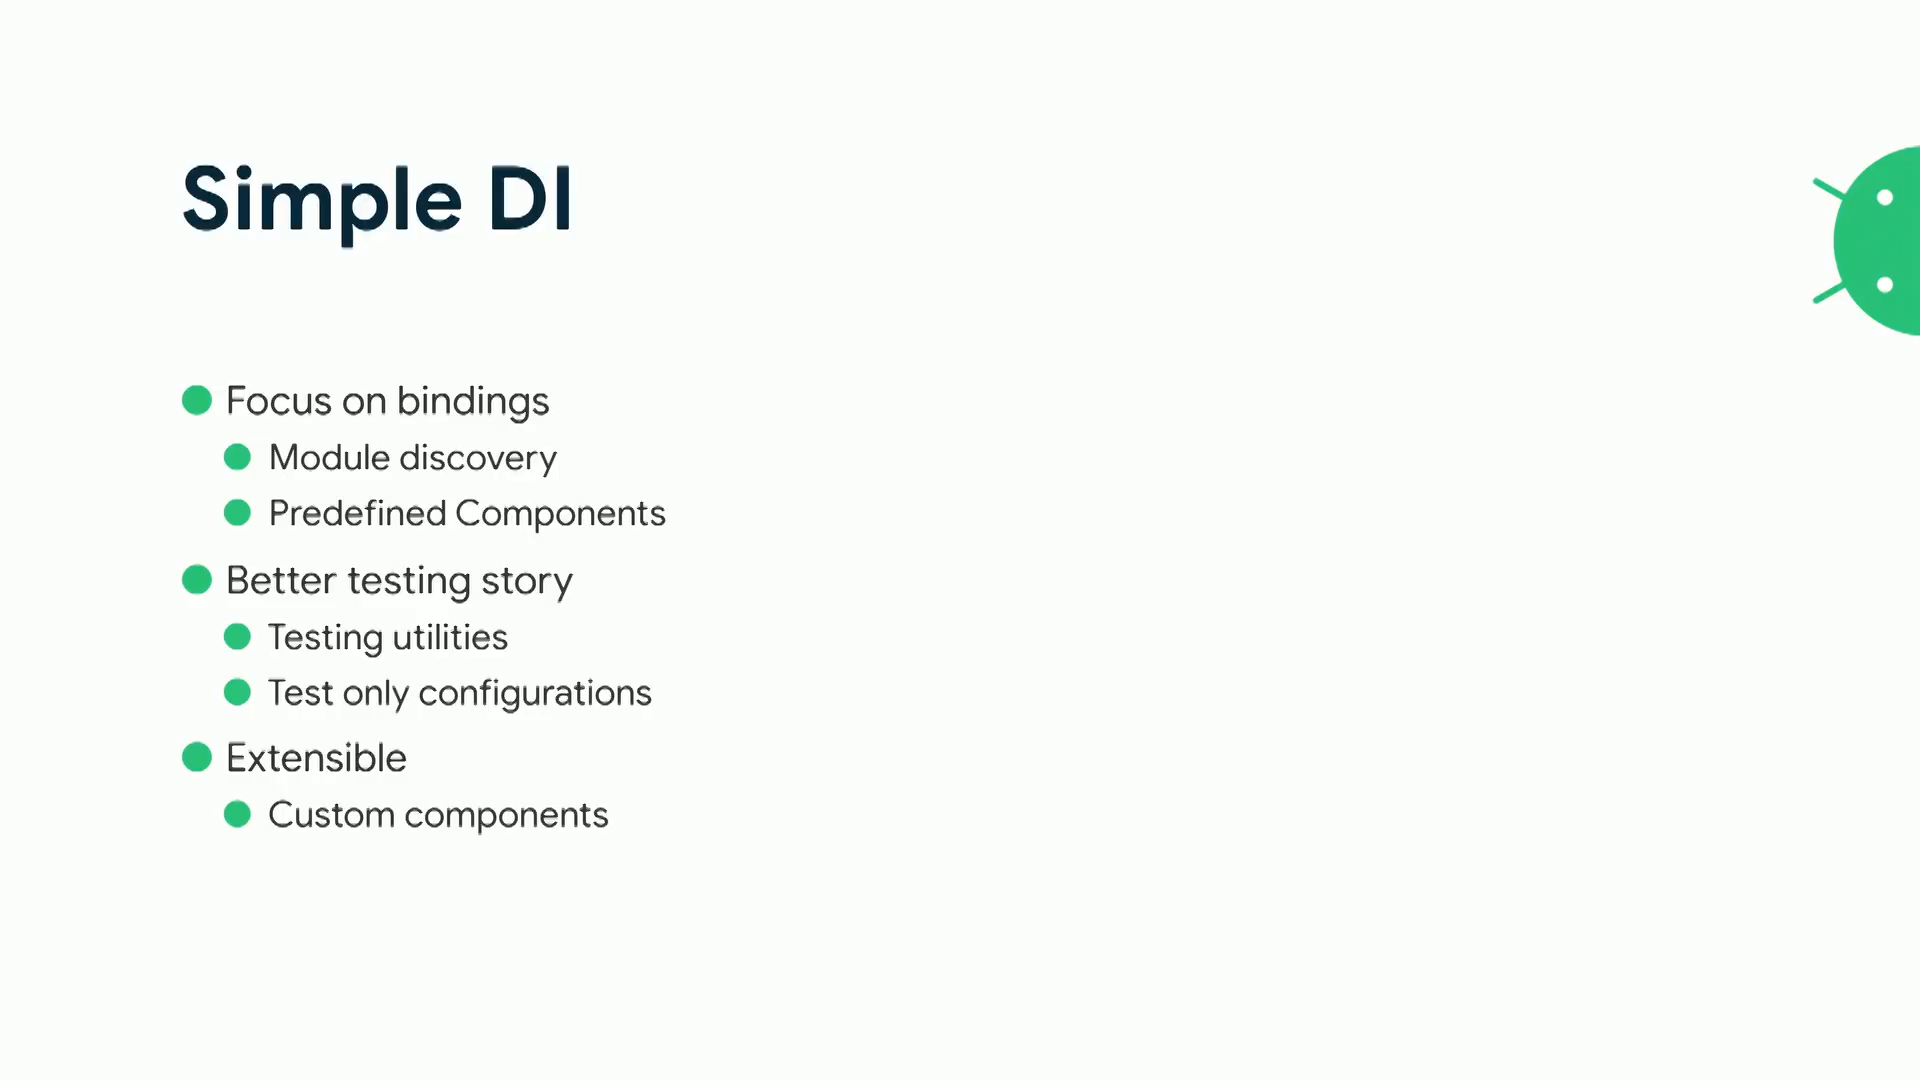 Simple DI
Focus on bindings
Module discovery
Predefined Components
Better testing story
Testing utilities
Test only configurations
Extensible
Custom components